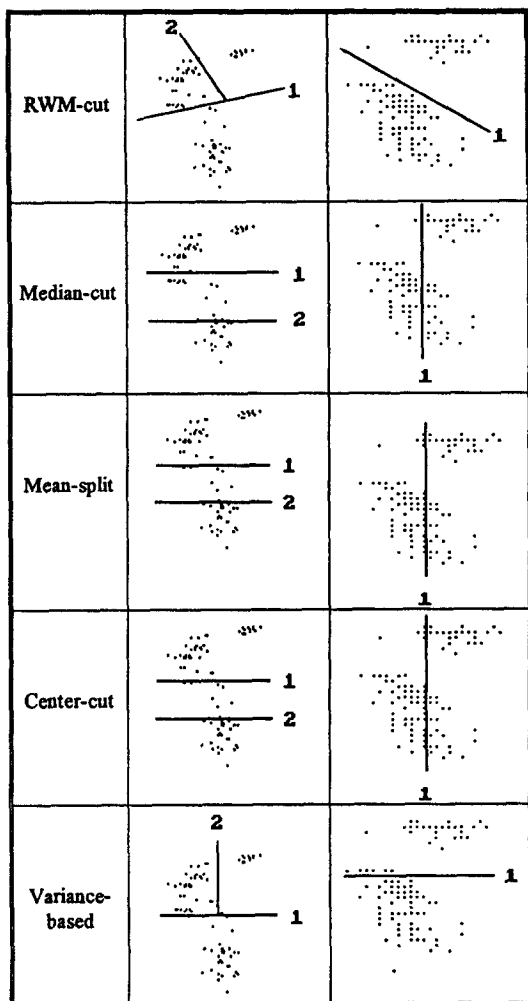 RWM-cut
2
1
1
Median-cut
1
2
1
Mean-split
1
2
1
Center-cut
1
2
1
Variance-
based
2
1
1